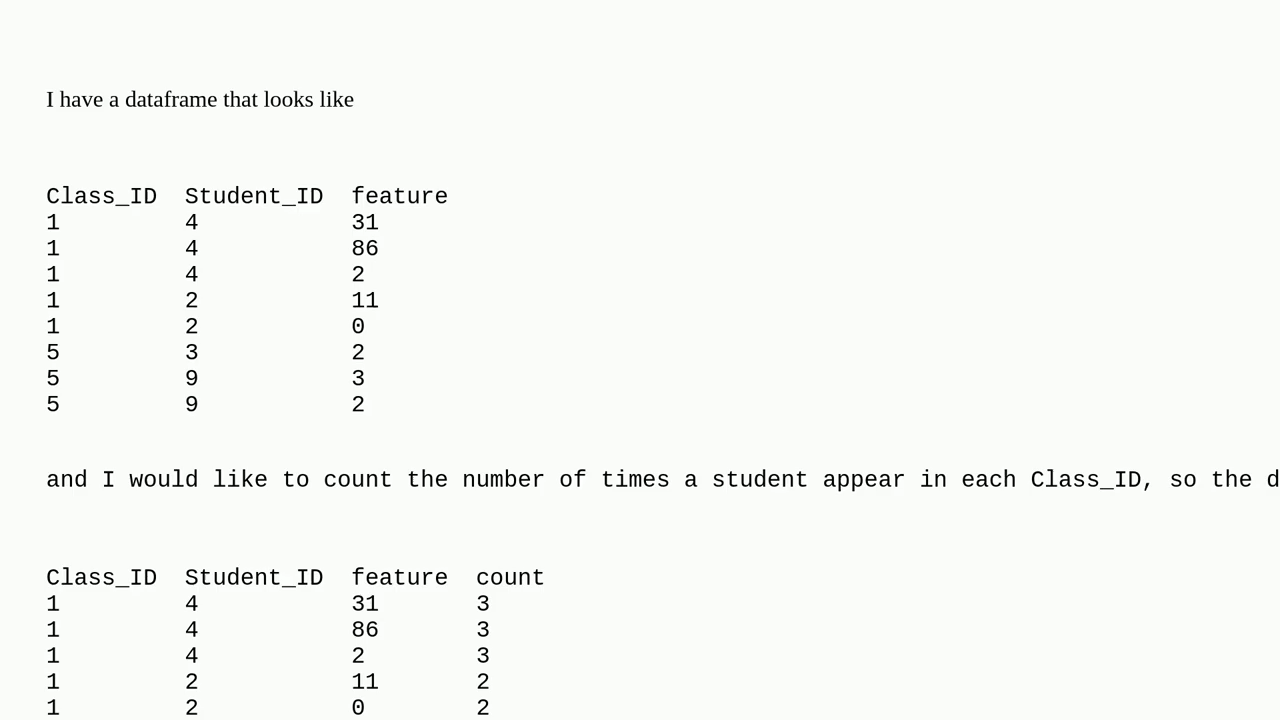 I have a dataframe that looks like
Class_ID  Student_ID  feature
1         4           31
1         4           86
1         4           2
1         2           11
1         2           0
5         3           2
5         9           3
5         9           2
and I would like to count the number of times a student appear in each Class_ID, so the
Class_ID  Student_ID  feature  count
1         4           31       3
1         4           86       3
1         4           2        3
1         2           11       2
1         2           0        2